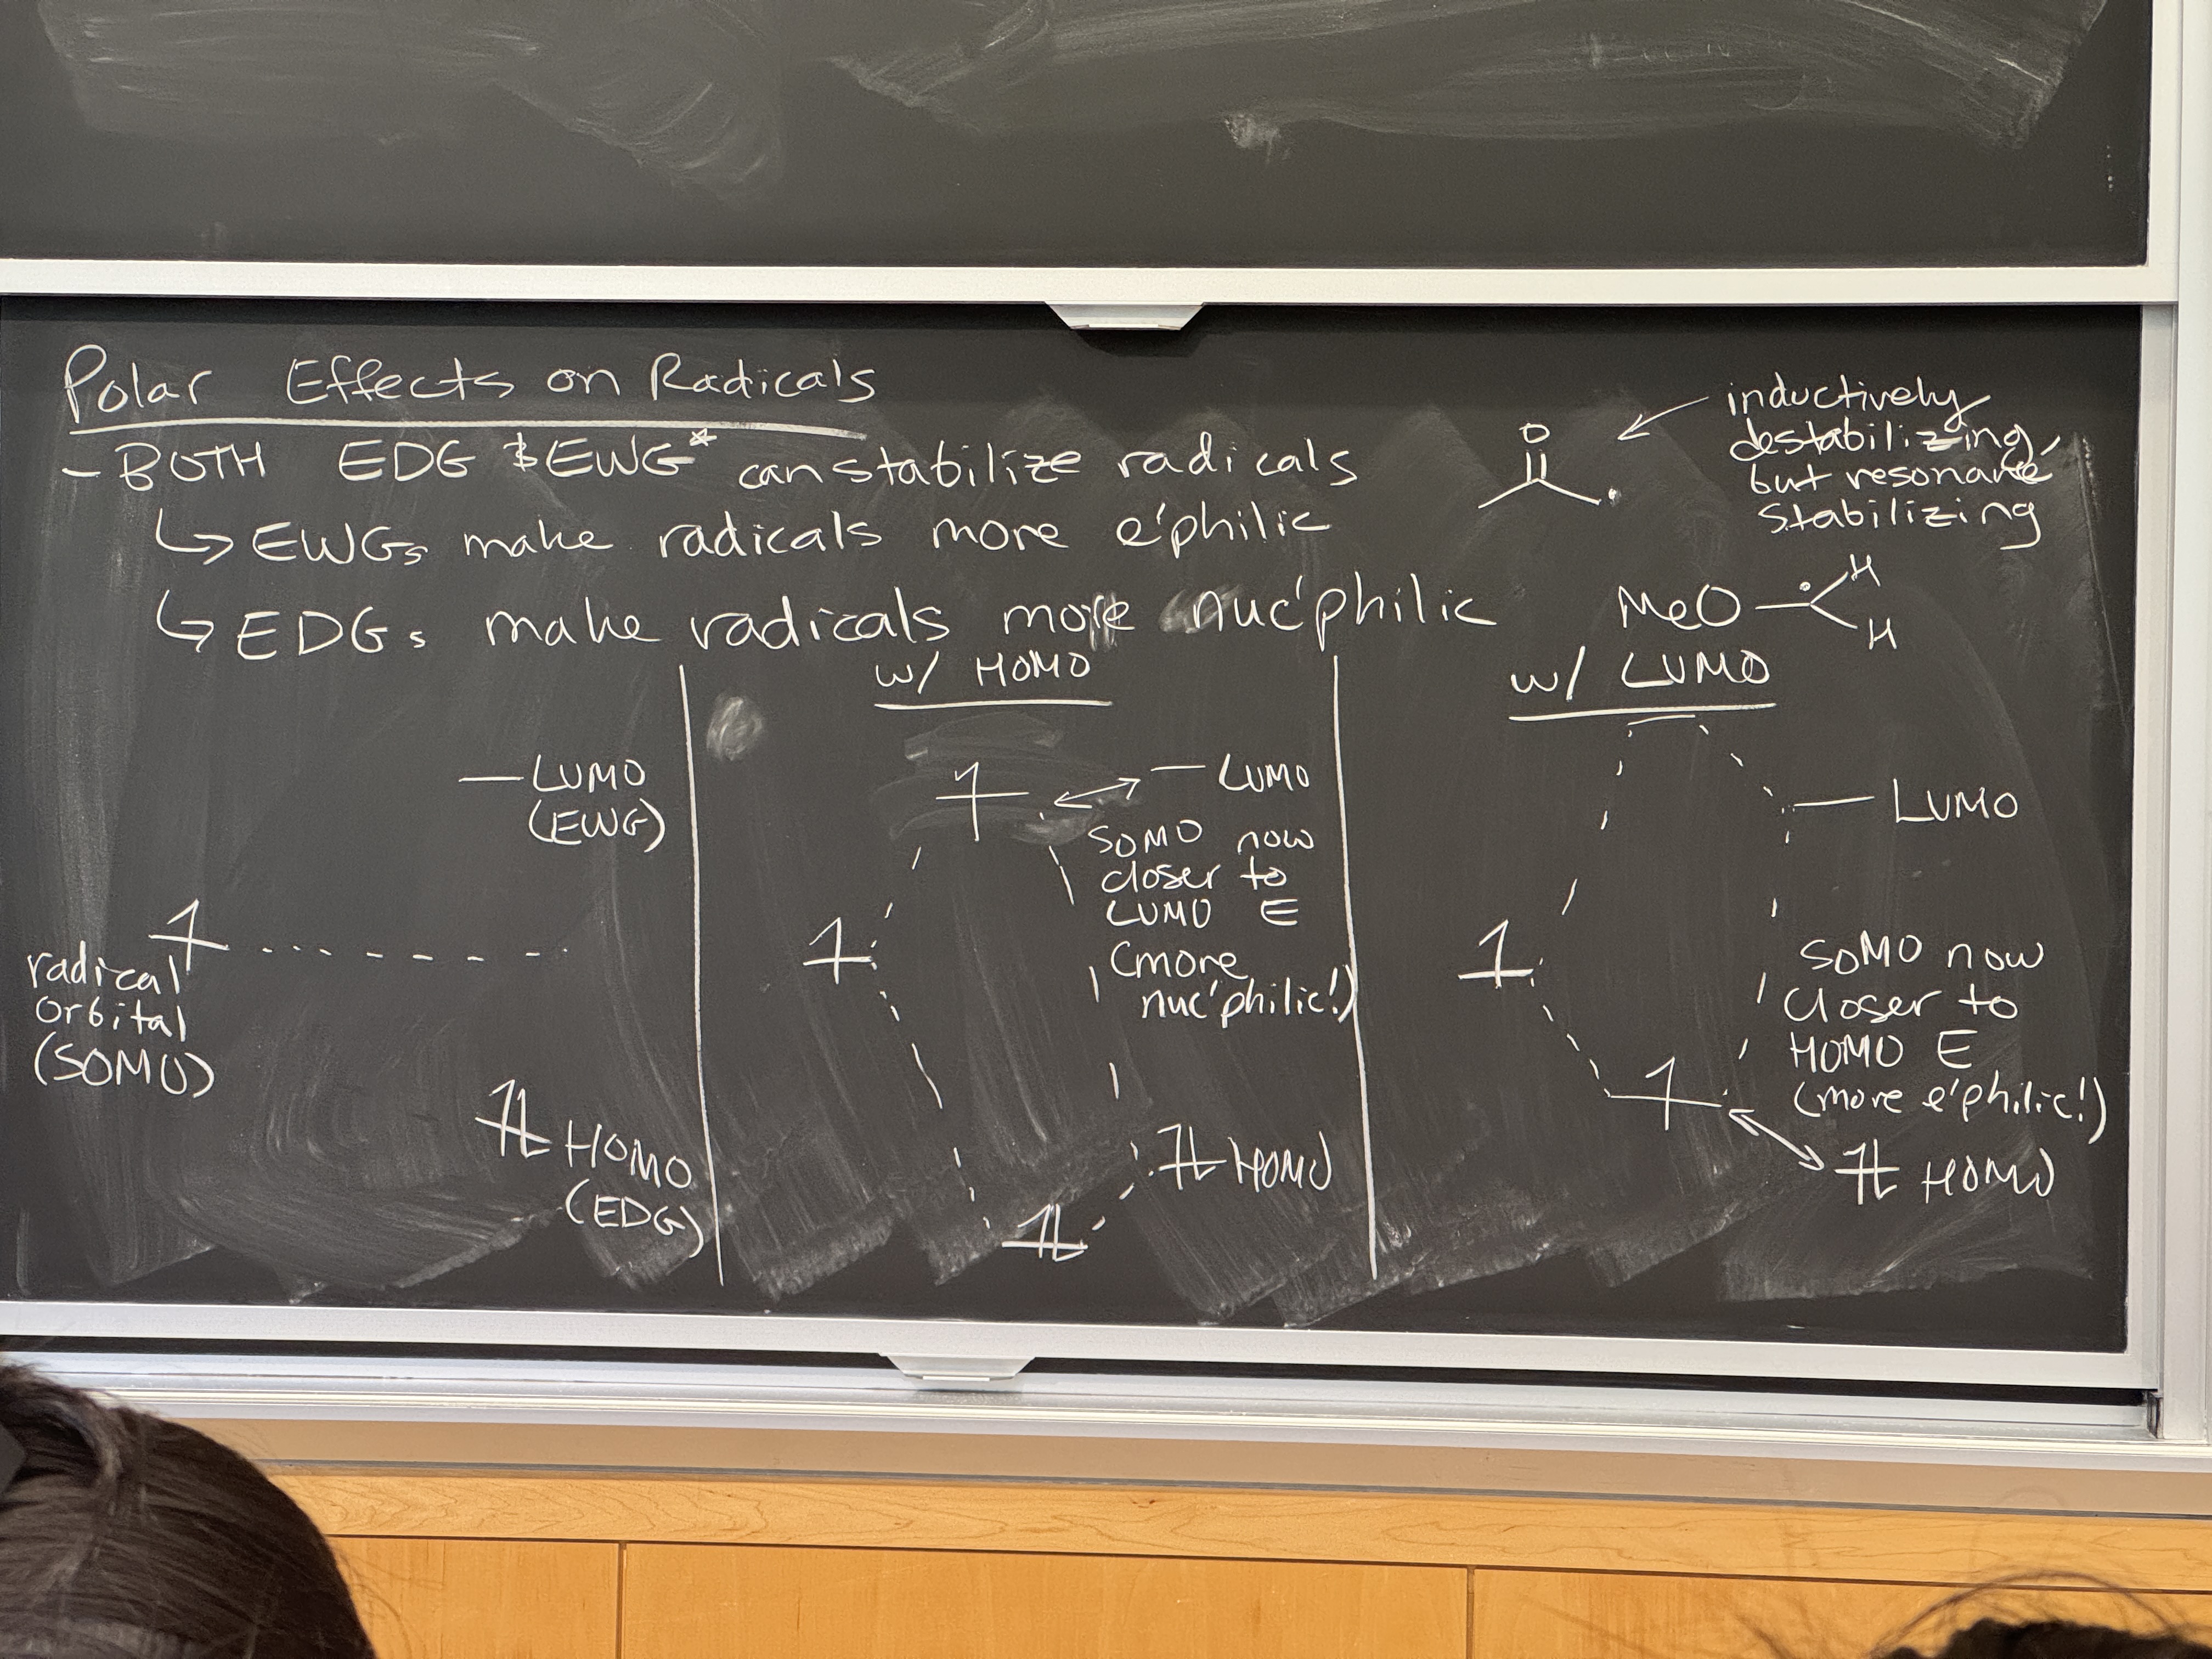 Polar Effects on Radicals
- BOTH EDG & EWG* can stabilize radicals
↳ EWGs make radicals more e'philic
↳ EDGs make radicals more nuc'philic
O
inductively
destabilizing,
but resonance
stabilizing
MeO
H
H
LUMO
(EWG)
radical
orbital
(SOMO)
HOMO
(EDG)
w/ HOMO
LUMO
SOMO now
closer to
LUMO E
(more
nuc'philic!)
HOMO
w/ LUMO
LUMO
SOMO now
closer to
HOMO E
(more e'philic!)
HOMO